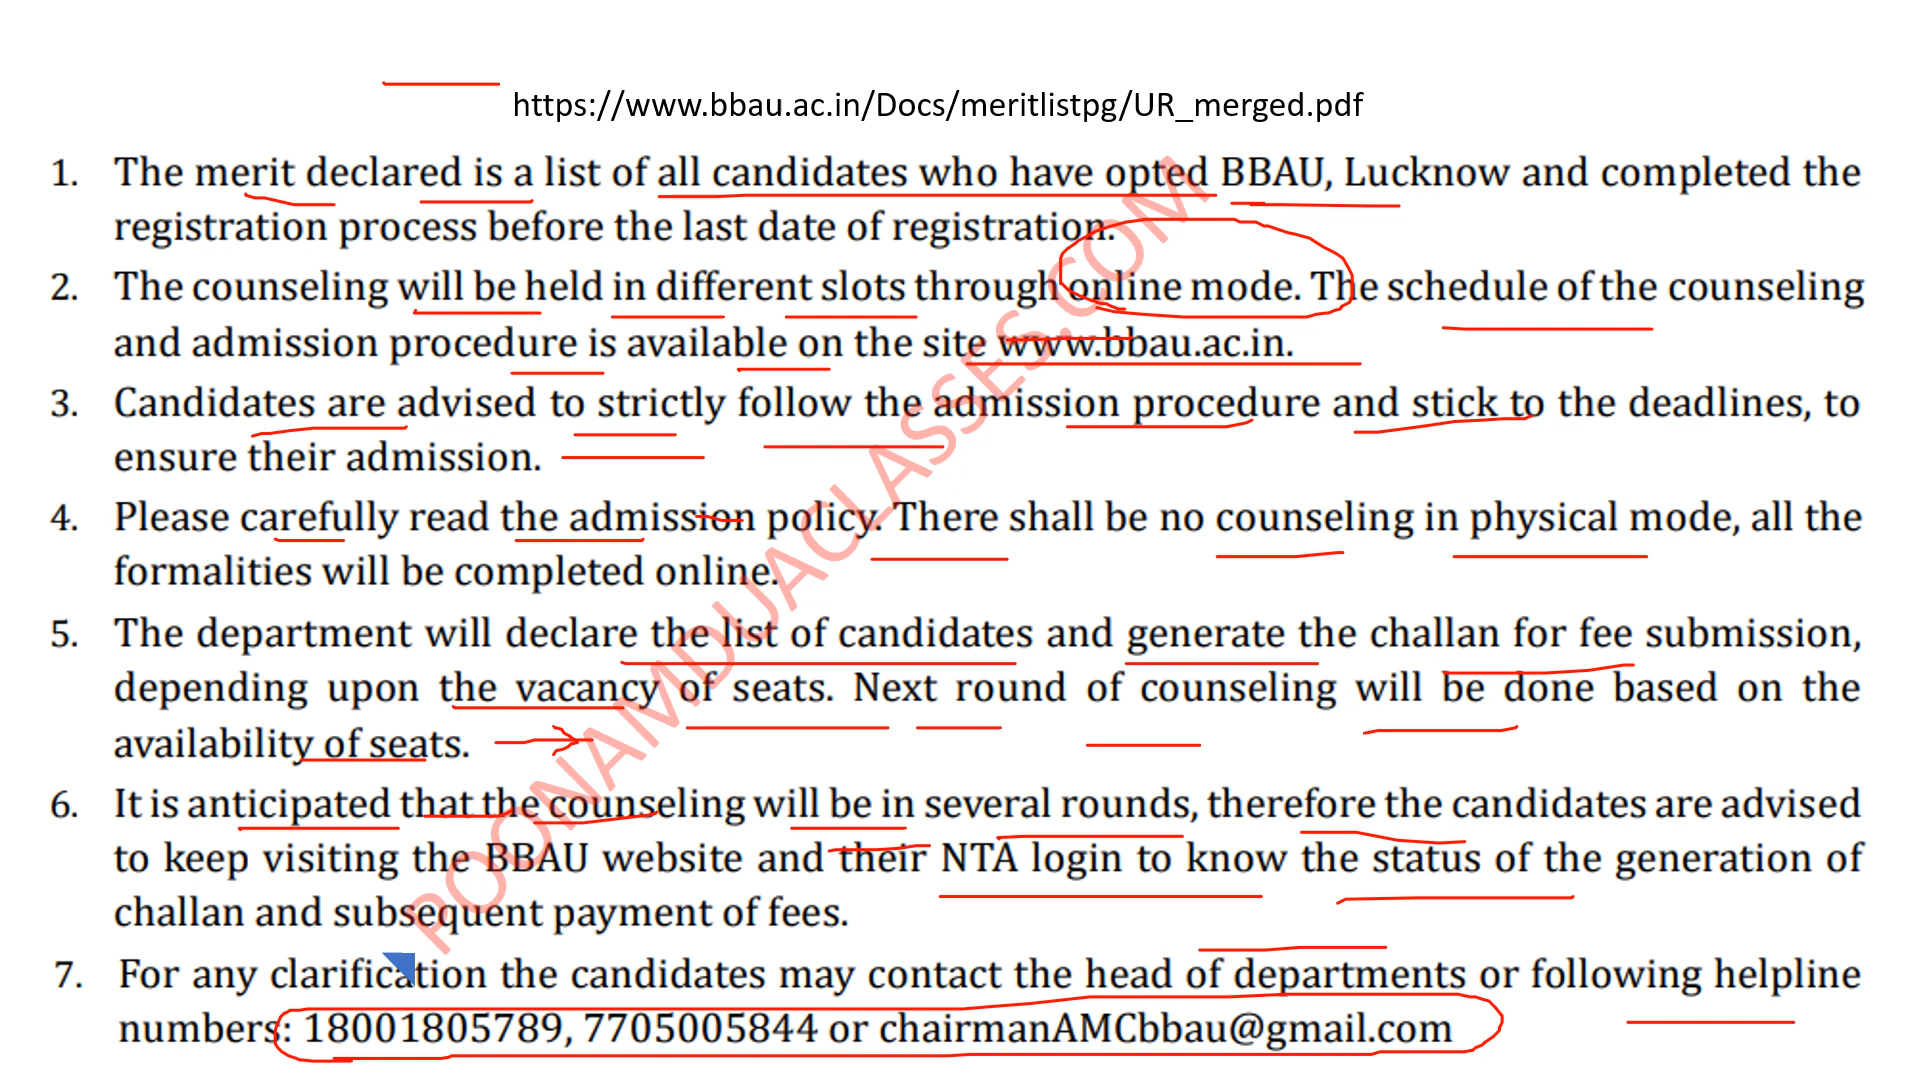 https://www.bbau.ac.in/Docs/meritlistpg/UR_merged.pdf
1. The merit declared is a list of all candidates who have opted BBAU, Lucknow and completed the
registration process before the last date of registration.
2. The counseling will be held in different slots through online mode. The schedule of the counseling
and admission procedure is available on the site www.bbau.ac.in.
3. Candidates are advised to strictly follow the admission procedure and stick to the deadlines, to
ensure their admission.
4. Please carefully read the admission policy. There shall be no counseling in physical mode, all the
formalities will be completed online.
5. The department will declare the list of candidates and generate the challan for fee submission,
depending upon the vacancy of seats. Next round of counseling will be done based on the
availability of seats.
6. It is anticipated that the counseling will be in several rounds, therefore the candidates are advised
to keep visiting the BBAU website and their NTA login to know the status of the generation of
challan and subsequent payment of fees.
7. For any clarification the candidates may contact the head of departments or following helpline
numbers: 18001805789, 7705005844 or chairmanAMCbbau@gmail.com
POONAMDUACLASSES.COM